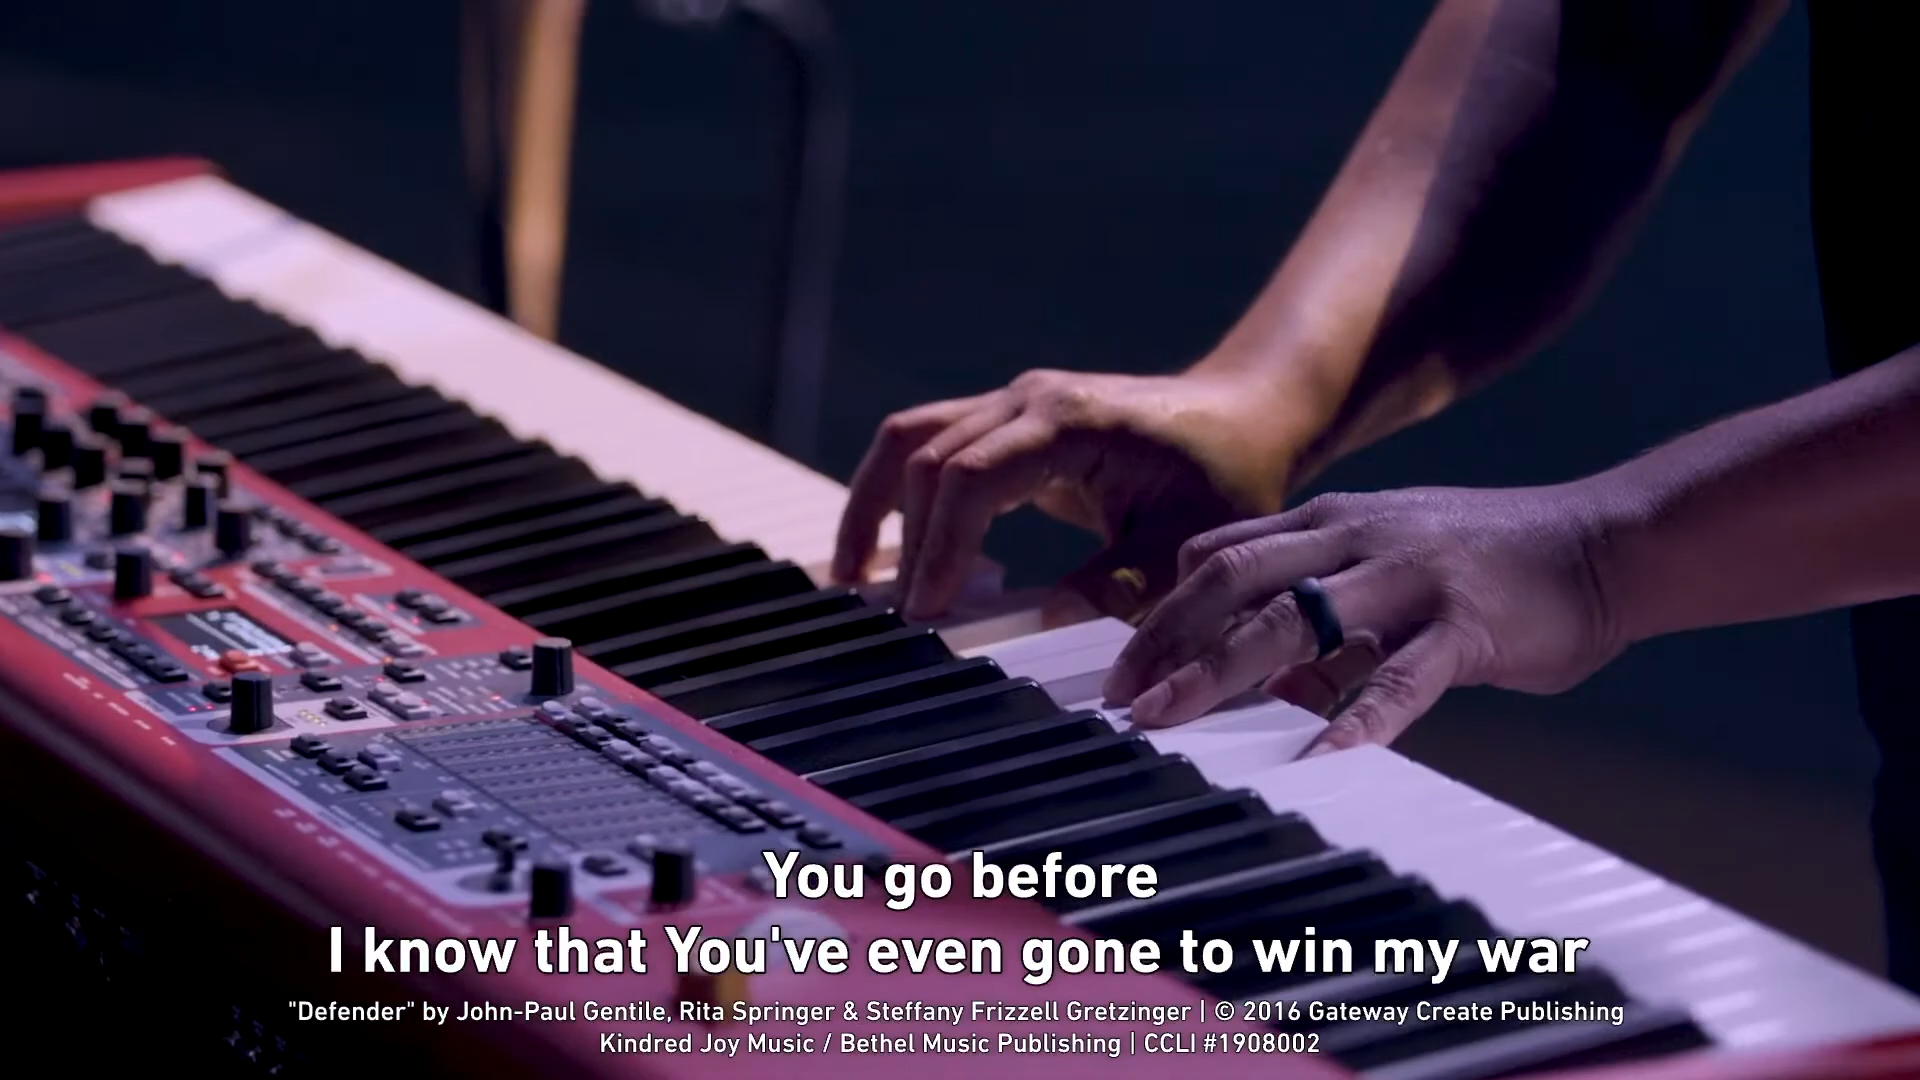 You go before
I know that You've even gone to win my war
"Defender" by John-Paul Gentile, Rita Springer & Steffany Frizzell Gretzinger | © 2016 Gateway Create Publishing
Kindred Joy Music / Bethel Music Publishing | CCLI #1908002